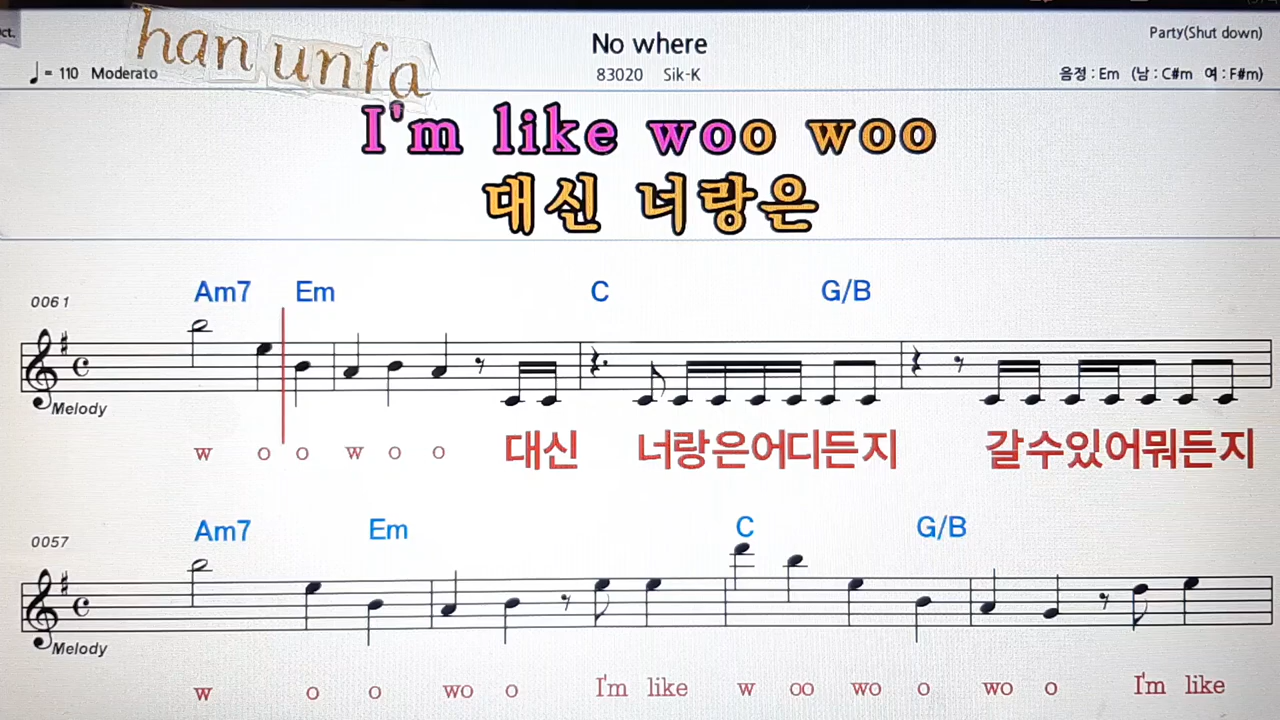 ct.
han unfa
No where
Party(Shut down)
♩= 110 Moderato
83020 Sik-K
음정 : Em (남 : C#m 여 : F#m)
I'm like woo woo
대신 너랑은
0061 Am7 Em C G/B
Melody
w o o w o o 대신 너랑은어디든지 갈수있어뭐든지
0057 Am7 Em C G/B
Melody
w o o wo o I'm like w oo wo o wo o I'm like